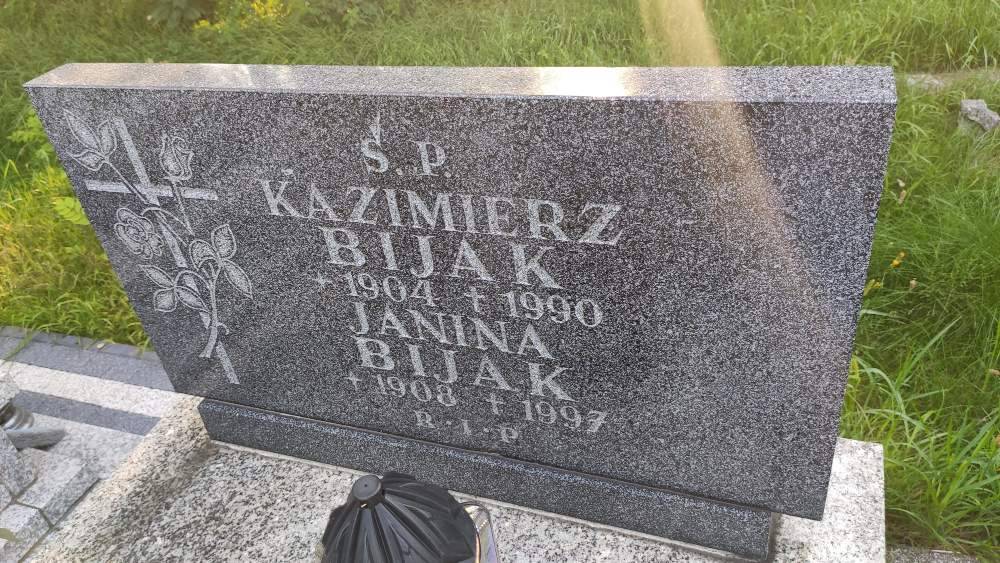 Ś. P.
KAZIMIERZ
BIJAK
* 1904 † 1990
JANINA
BIJAK
* 1908 † 1997
R. I. P